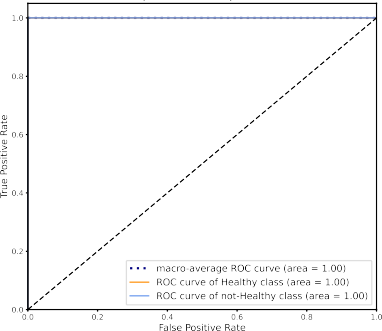 1.0
0.8
0.6
0.4
0.2
0.0
True Positive Rate
macro-average ROC curve (area = 1.00)
ROC curve of Healthy class (area = 1.00)
ROC curve of not-Healthy class (area = 1.00)
0.0 0.2 0.4 0.6 0.8 1.0
False Positive Rate